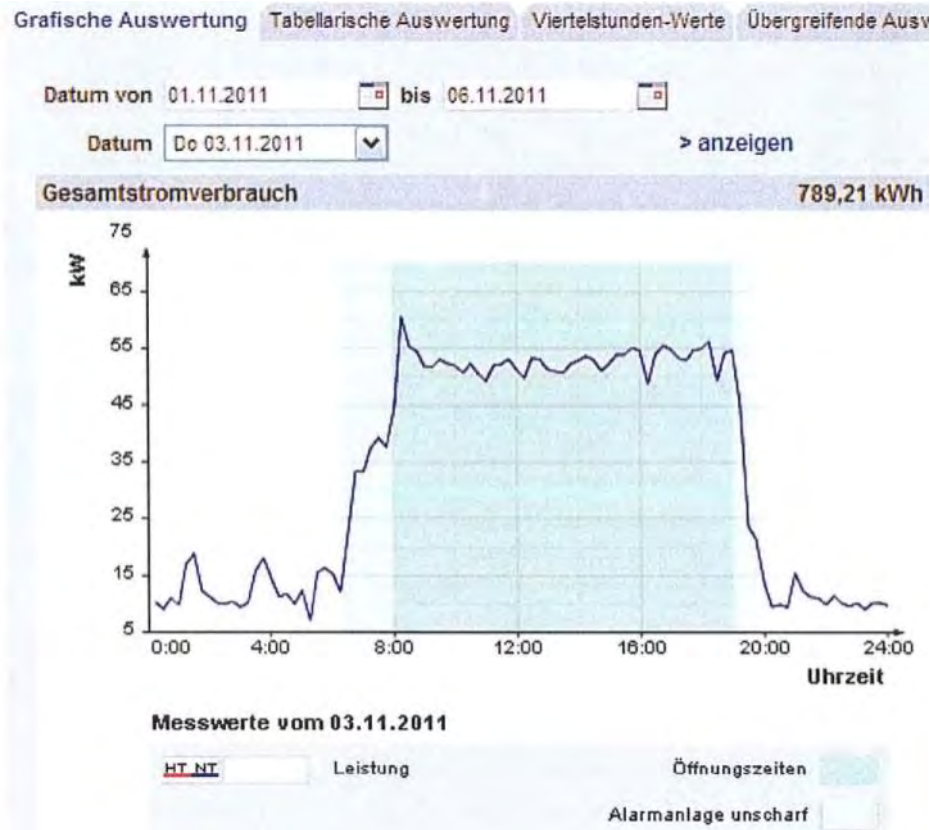 Grafische Auswertung Tabellarische Auswertung Viertelstunden-Werte Übergreifende Ausw
Datum von 01.11.2011 bis 06.11.2011
Datum Do 03.11.2011 > anzeigen
Gesamtstromverbrauch 789,21 kWh
75
kW
65
55
45
35
25
15
5
0:00 4:00 8:00 12:00 16:00 20:00 24:00
Uhrzeit
Messwerte vom 03.11.2011
HT NT Leistung Öffnungszeiten
Alarmanlage unscharf